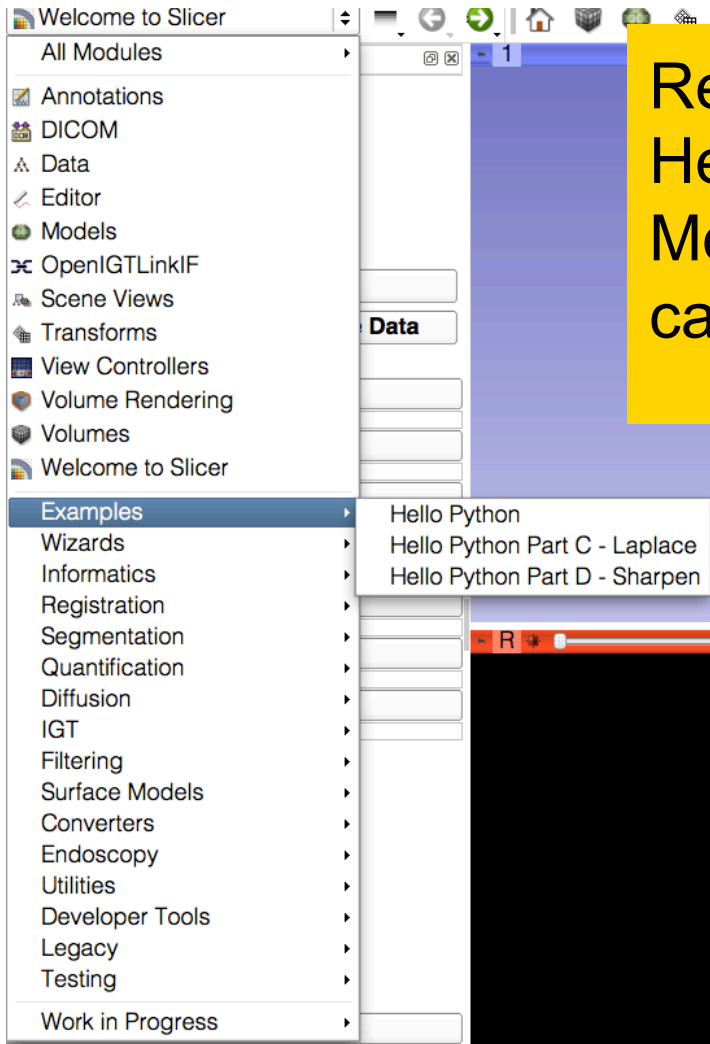 Welcome to Slicer
All Modules
1
Annotations
DICOM
Data
Editor
Models
OpenIGTLinkIF
Scene Views
Transforms
Data
View Controllers
Volume Rendering
Volumes
Welcome to Slicer
Examples
Hello Python
Hello Python Part C - Laplace
Hello Python Part D - Sharpen
Wizards
Informatics
Registration
Segmentation
R
Quantification
Diffusion
IGT
Filtering
Surface Models
Converters
Endoscopy
Utilities
Developer Tools
Legacy
Testing
Work in Progress